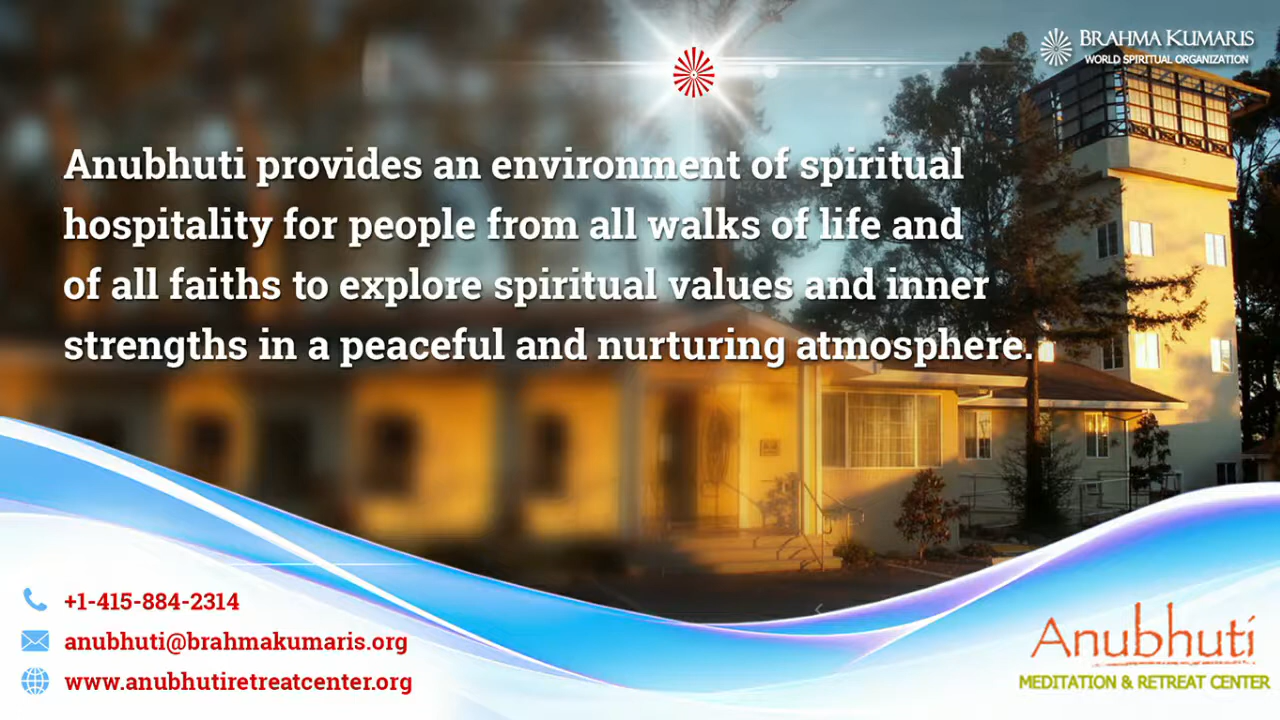 BRAHMA KUMARIS
WORLD SPIRITUAL ORGANIZATION
Anubhuti provides an environment of spiritual
hospitality for people from all walks of life and
of all faiths to explore spiritual values and inner
strengths in a peaceful and nurturing atmosphere.
+1-415-884-2314
anubhuti@brahmakumaris.org
www.anubhutiretreatcenter.org
Anubhuti
MEDITATION & RETREAT CENTER